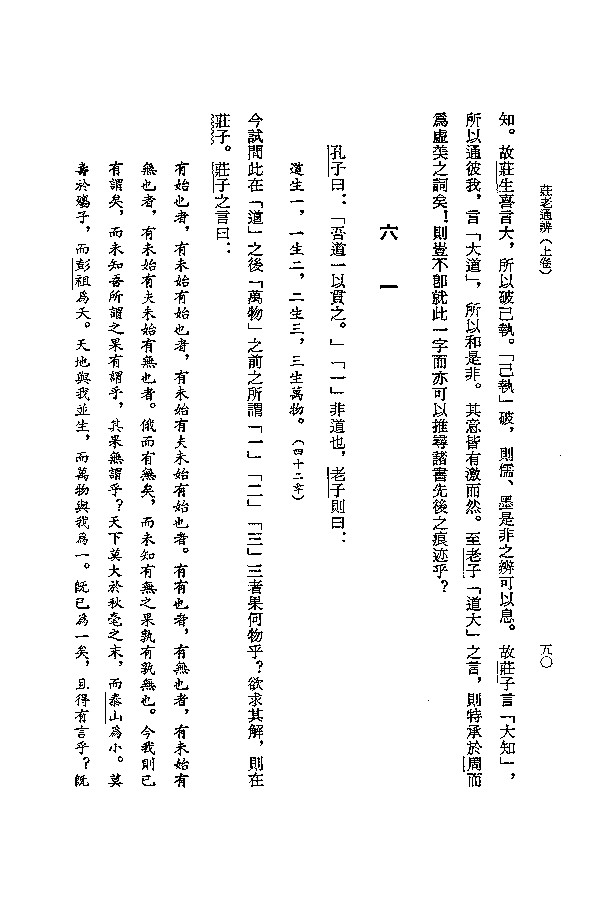 莊老通辨（上卷）
五〇
知。故莊生喜言大，所以破己執。「己執」破，則儒、墨是非之辨可以息。故莊子言「大知」，
所以通彼我，言「大道」，所以和是非。其意皆有激而然。至老子「道大」之言，則特承於周而
爲虛美之詞矣！則豈不卽就此一字而亦可以推尋諸書先後之痕迹乎？
六　一
孔子曰：「吾道一以貫之。」「一」非道也，老子則曰：
道生一，一生二，二生三，三生萬物。（四十二章）
今試問此在「道」之後「萬物」之前之所謂「一」「二」「三」三者果何物乎？欲求其解，則在
莊子。莊子之言曰：
有始也者，有未始有始也者，有未始有夫未始有始也者。有有也者，有無也者，有未始有
無也者，有未始有夫未始有無也者。俄而有無矣，而未知有無之果孰有孰無也。今我則已
有謂矣，而未知吾所謂之果有謂乎，其果無謂乎？天下莫大於秋毫之末，而泰山爲小。莫
壽於殤子，而彭祖爲夭。天地與我並生，而萬物與我爲一。旣已爲一矣，且得有言乎？旣